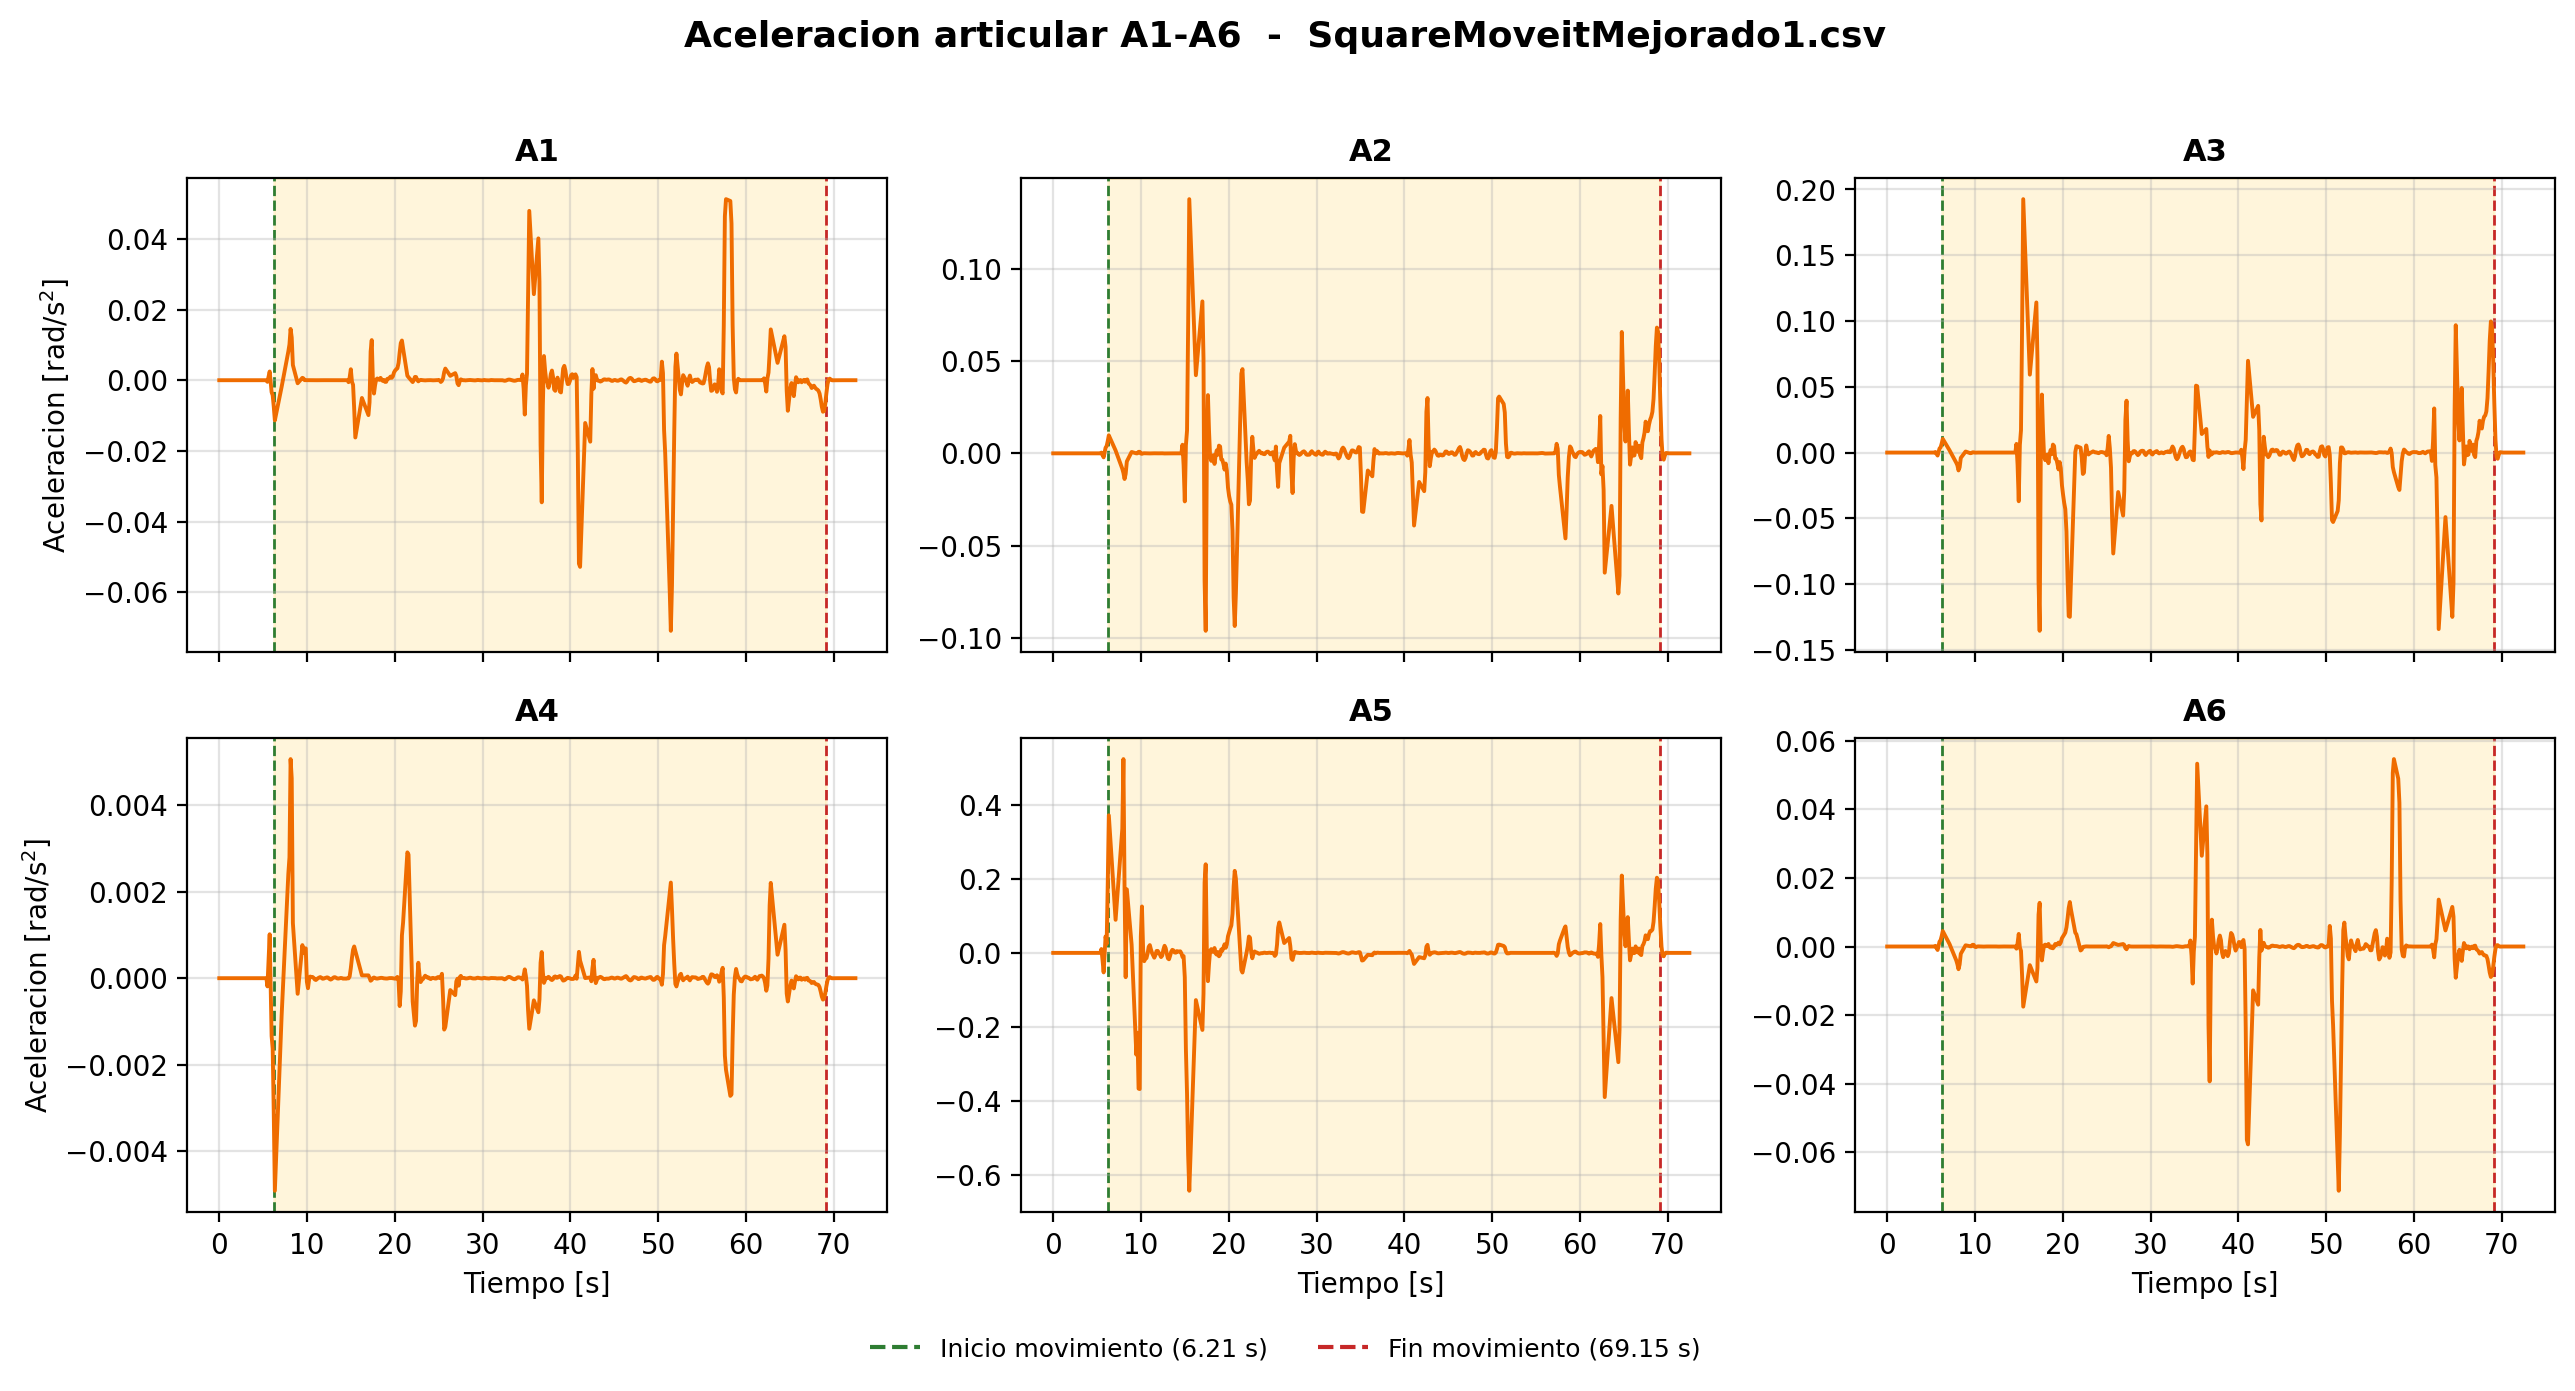 Aceleracion articular A1-A6 - SquareMoveitMejorado1.csv
A1
A2
A3
Aceleracion [rad/s²]
0.04
0.02
0.00
−0.02
−0.04
−0.06
0.10
0.05
0.00
−0.05
−0.10
0.20
0.15
0.10
0.05
0.00
−0.05
−0.10
−0.15
A4
A5
A6
Aceleracion [rad/s²]
0.004
0.002
0.000
−0.002
−0.004
0.4
0.2
0.0
−0.2
−0.4
−0.6
0.06
0.04
0.02
0.00
−0.02
−0.04
−0.06
0 10 20 30 40 50 60 70
0 10 20 30 40 50 60 70
0 10 20 30 40 50 60 70
Tiempo [s]
Tiempo [s]
Tiempo [s]
Inicio movimiento (6.21 s)
Fin movimiento (69.15 s)